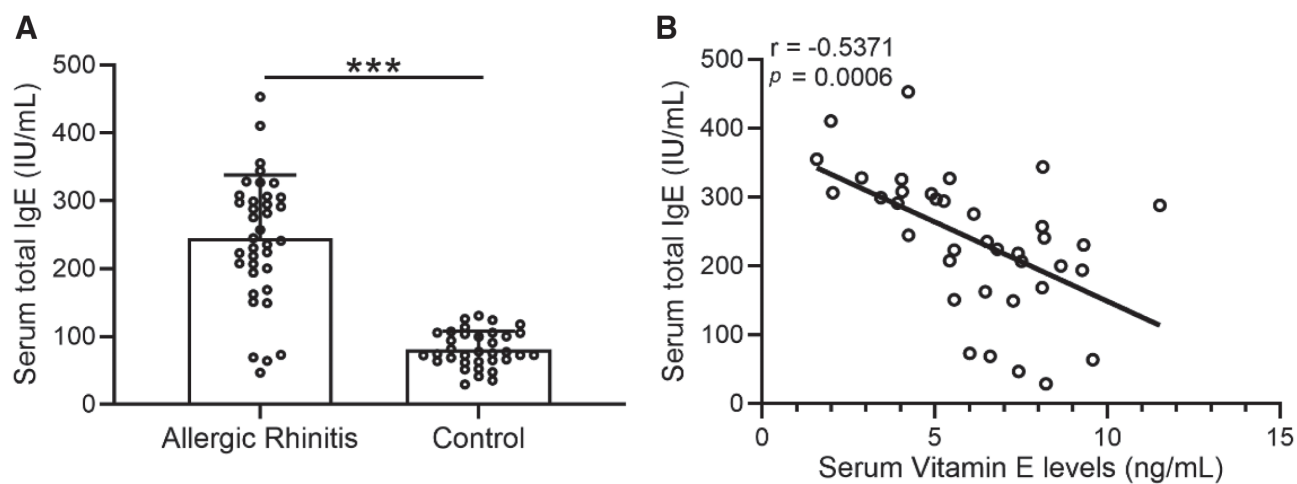 A
Serum total IgE (IU/mL)
500
400
300
200
100
0
***
Allergic Rhinitis
Control
B
Serum total IgE (IU/mL)
500
400
300
200
100
0
r = -0.5371
p = 0.0006
0
5
10
15
Serum Vitamin E levels (ng/mL)